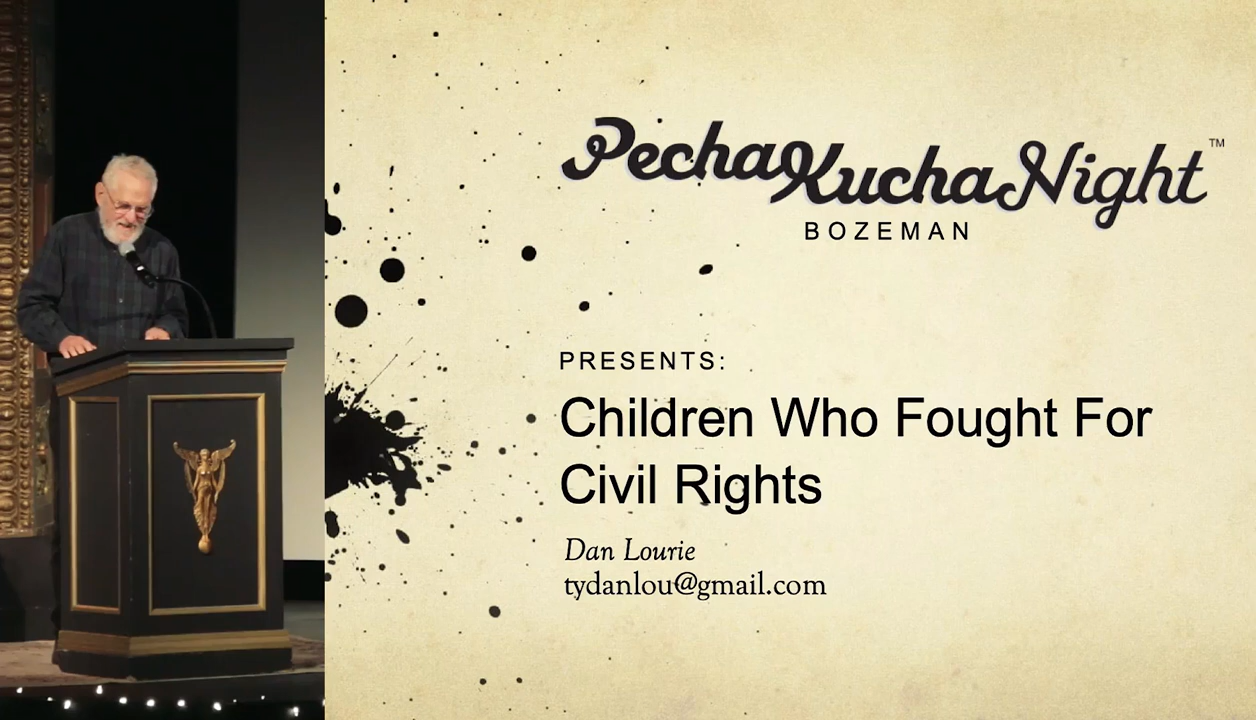 PechaKuchaNight™
BOZEMAN
PRESENTS:
Children Who Fought For
Civil Rights
Dan Lourie
tydanlou@gmail.com